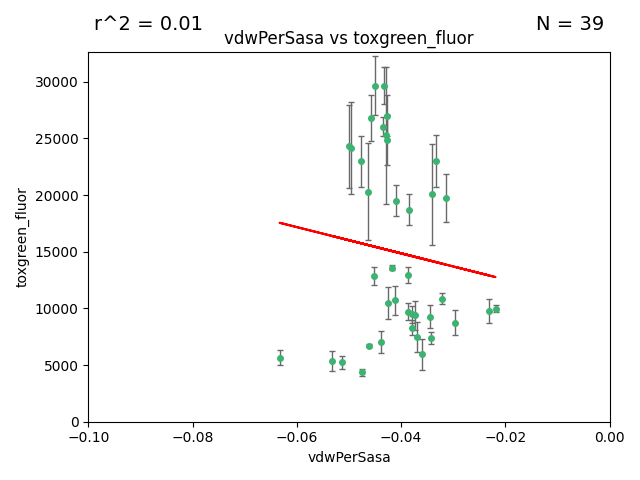 r^2 = 0.01
N = 39
vdwPerSasa vs toxgreen_fluor
toxgreen_fluor
30000
25000
20000
15000
10000
5000
0
−0.10
−0.08
−0.06
−0.04
−0.02
0.00
vdwPerSasa